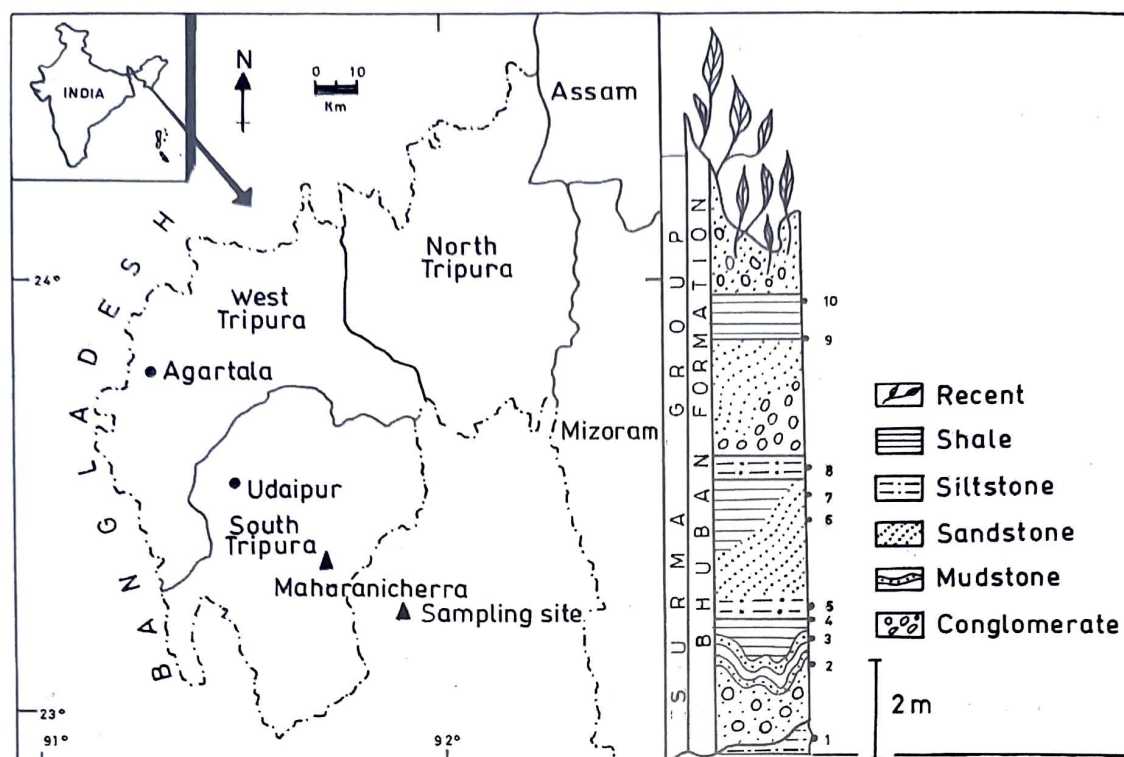 INDIA
N
0 10
Km
Assam
BANGLADESH
North
Tripura
West
Tripura
24°
Agartala
Mizoram
Udaipur
South
Tripura
Maharanicherra
Sampling site
23°
91°
92°
SURMA GROUP
BHUBAN FORMATION
10
9
8
7
6
5
4
3
2
1
Recent
Shale
Siltstone
Sandstone
Mudstone
Conglomerate
2 m